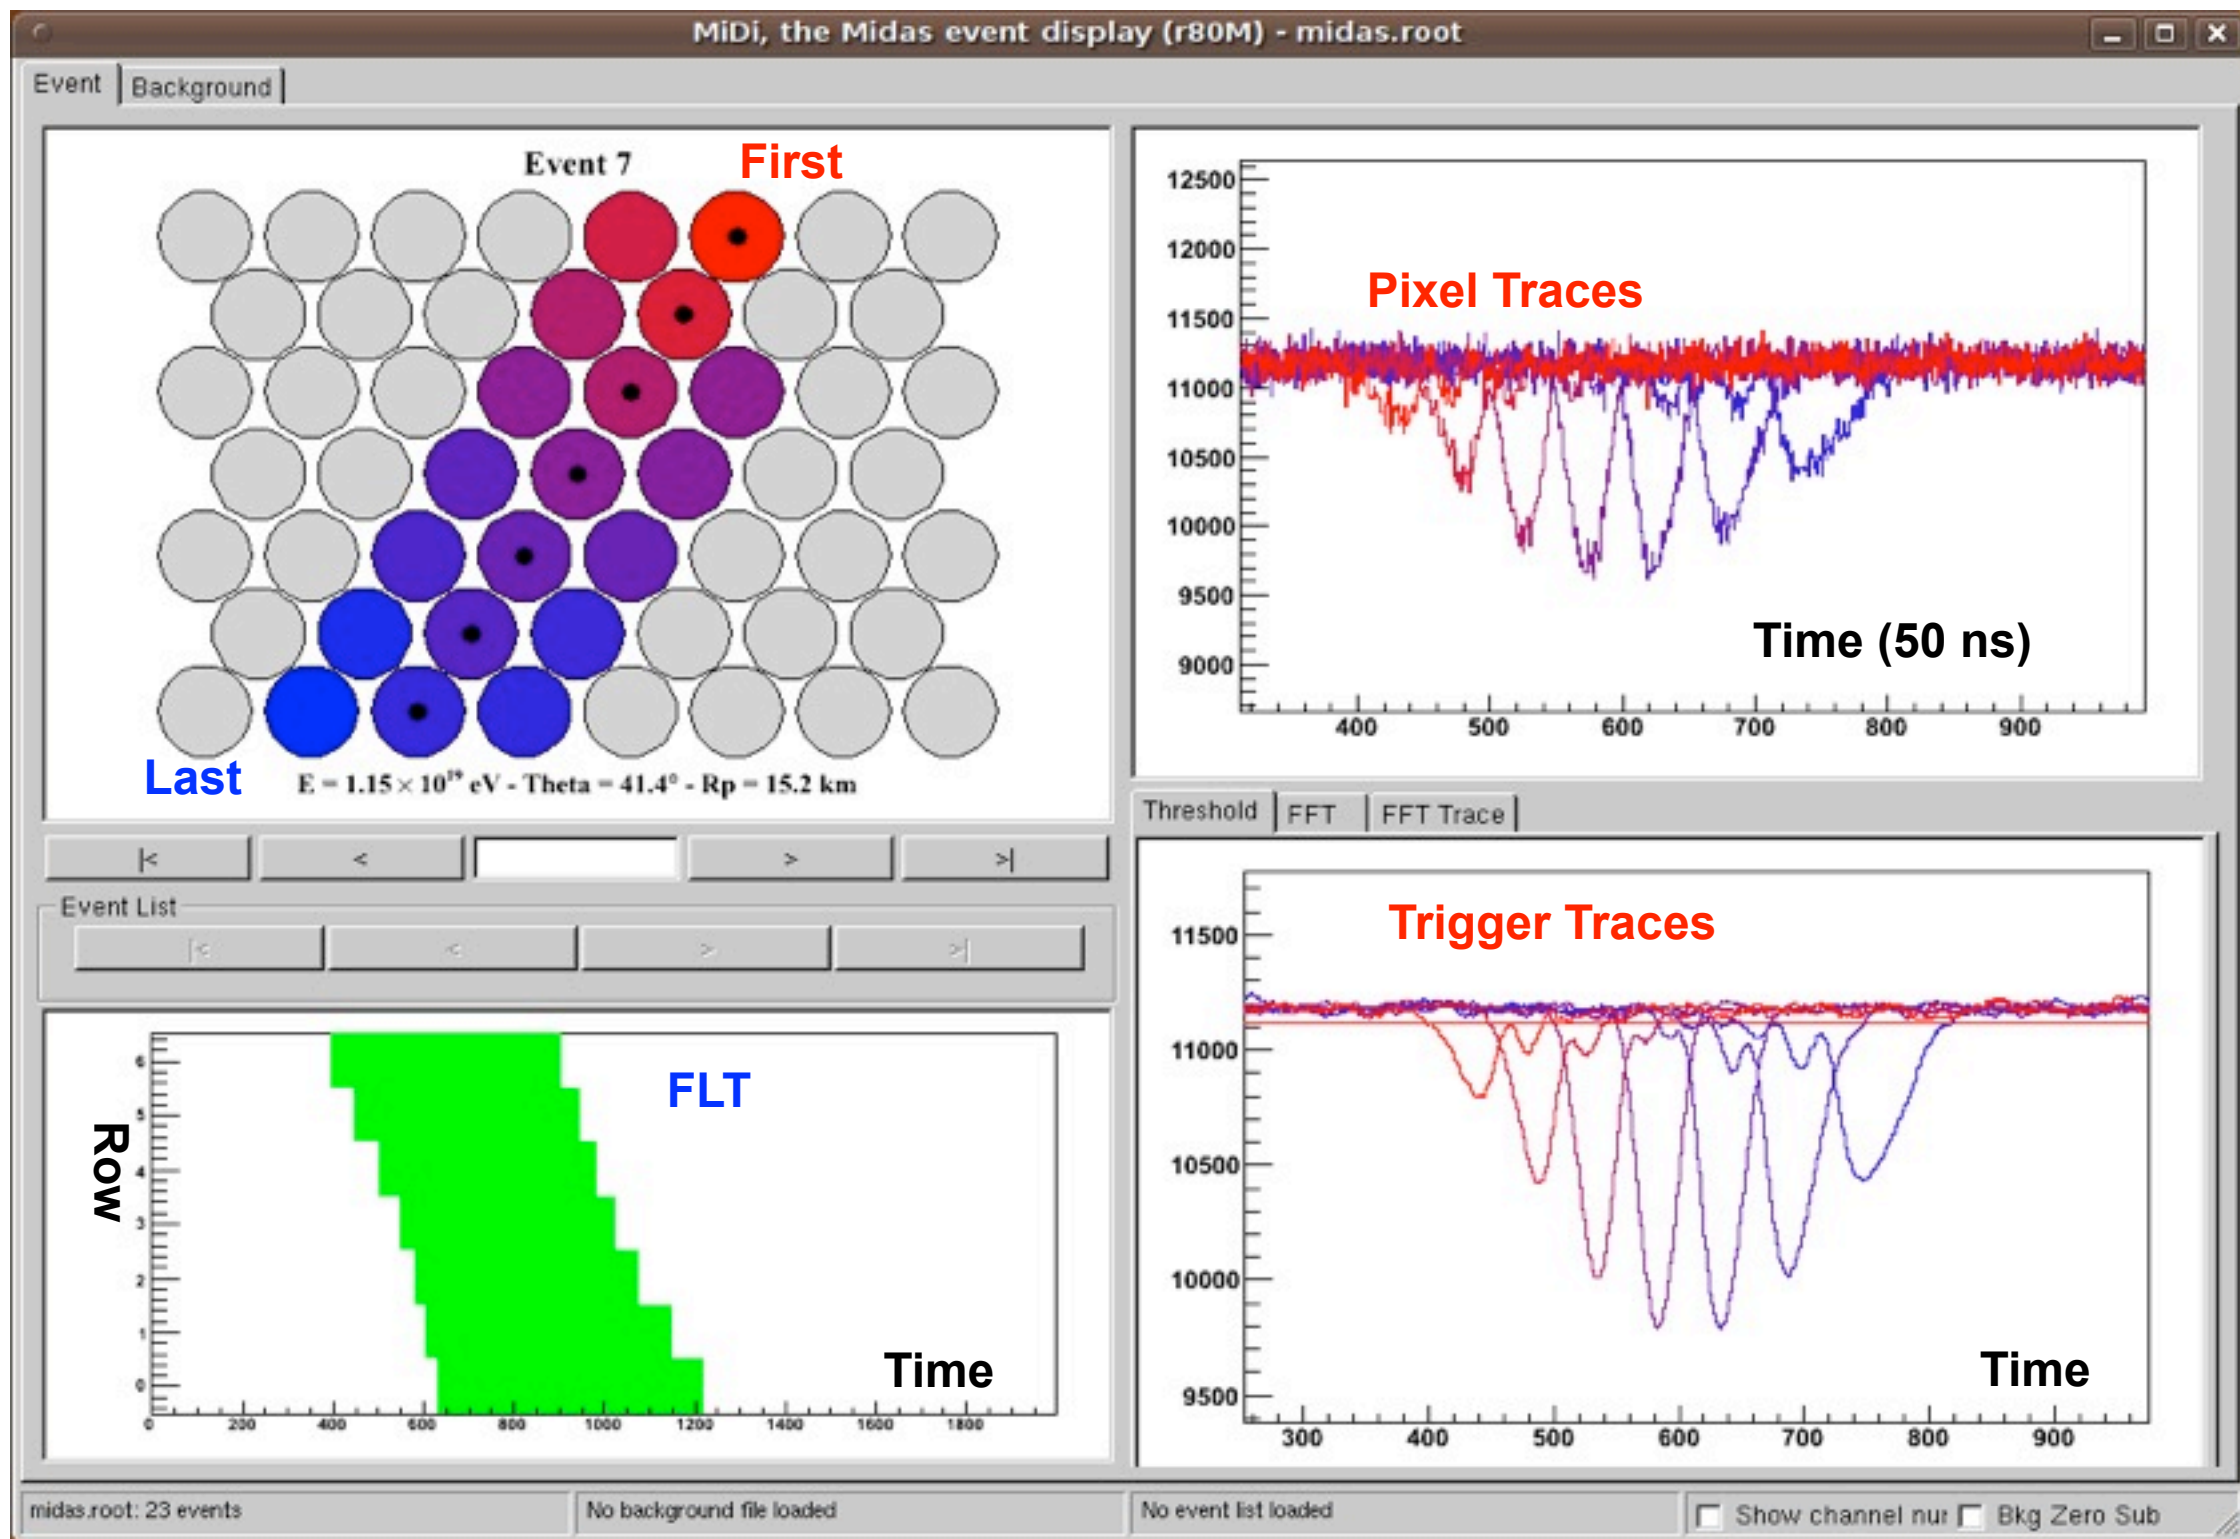 MiDi, the Midas event display (r80M) - midas.root
Event
Background
Event 7
First
Last
E = 1.15 × 10¹⁹ eV - Theta = 41.4° - Rp = 15.2 km
|<
<
>
>|
Event List
|<
<
>
>|
FLT
Row
6
5
4
3
2
1
0
0 200 400 600 800 1000 1200 1400 1600 1800
Time
Pixel Traces
12500
12000
11500
11000
10500
10000
9500
9000
Time (50 ns)
400 500 600 700 800 900
Threshold
FFT
FFT Trace
Trigger Traces
11500
11000
10500
10000
9500
Time
300 400 500 600 700 800 900
midas.root: 23 events
No background file loaded
No event list loaded
Show channel nur
Bkg Zero Sub